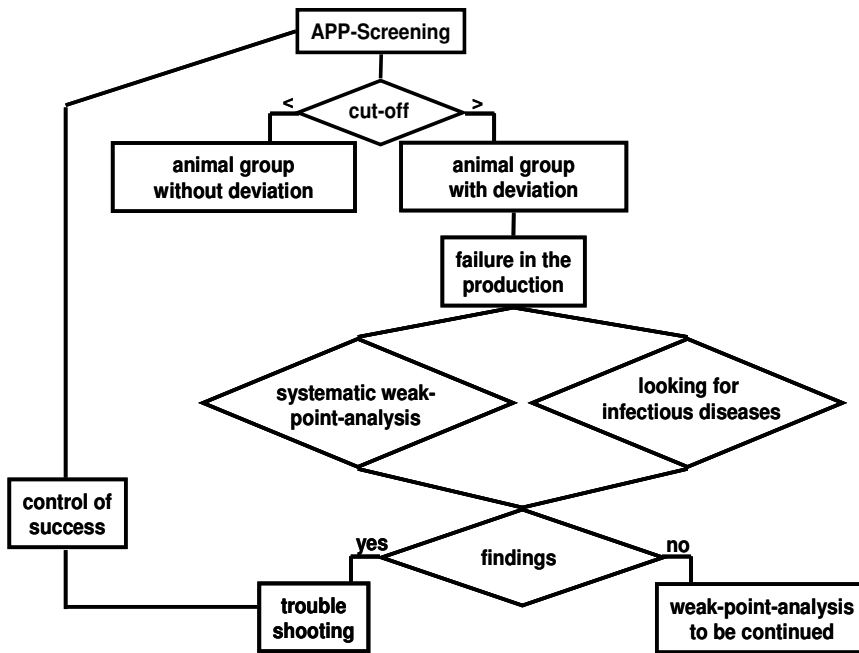 APP-Screening
<
cut-off
>
animal group
without deviation
animal group
with deviation
failure in the
production
systematic weak-
point-analysis
looking for
infectious diseases
control of
success
yes
findings
no
trouble
shooting
weak-point-analysis
to be continued